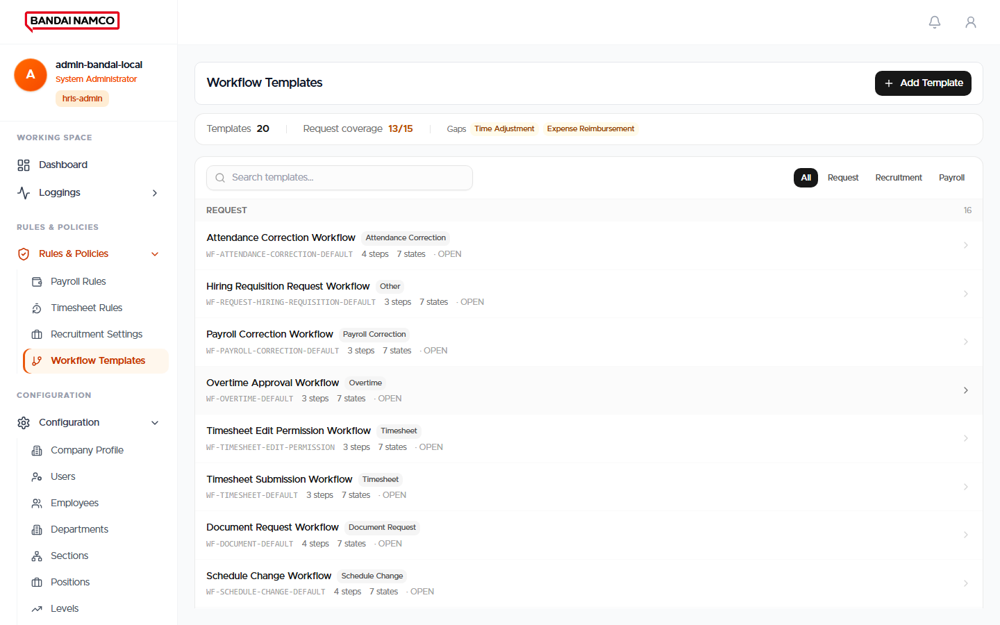 BANDAI NAMCO
A
admin-bandai-local
System Administrator
hris-admin
WORKING SPACE
Dashboard
Loggings
RULES & POLICIES
Rules & Policies
Payroll Rules
Timesheet Rules
Recruitment Settings
Workflow Templates
CONFIGURATION
Configuration
Company Profile
Users
Employees
Departments
Sections
Positions
Levels
Workflow Templates
+ Add Template
Templates 20 Request coverage 13/15 Gaps Time Adjustment Expense Reimbursement
Search templates...
All Request Recruitment Payroll
REQUEST 16
Attendance Correction Workflow Attendance Correction
WF-ATTENDANCE-CORRECTION-DEFAULT 4 steps 7 states · OPEN
Hiring Requisition Request Workflow Other
WF-REQUEST-HIRING-REQUISITION-DEFAULT 3 steps 7 states · OPEN
Payroll Correction Workflow Payroll Correction
WF-PAYROLL-CORRECTION-DEFAULT 3 steps 7 states · OPEN
Overtime Approval Workflow Overtime
WF-OVERTIME-DEFAULT 3 steps 7 states · OPEN
Timesheet Edit Permission Workflow Timesheet
WF-TIMESHEET-EDIT-PERMISSION 3 steps 7 states · OPEN
Timesheet Submission Workflow Timesheet
WF-TIMESHEET-DEFAULT 3 steps 7 states · OPEN
Document Request Workflow Document Request
WF-DOCUMENT-DEFAULT 4 steps 7 states · OPEN
Schedule Change Workflow Schedule Change
WF-SCHEDULE-CHANGE-DEFAULT 4 steps 7 states · OPEN